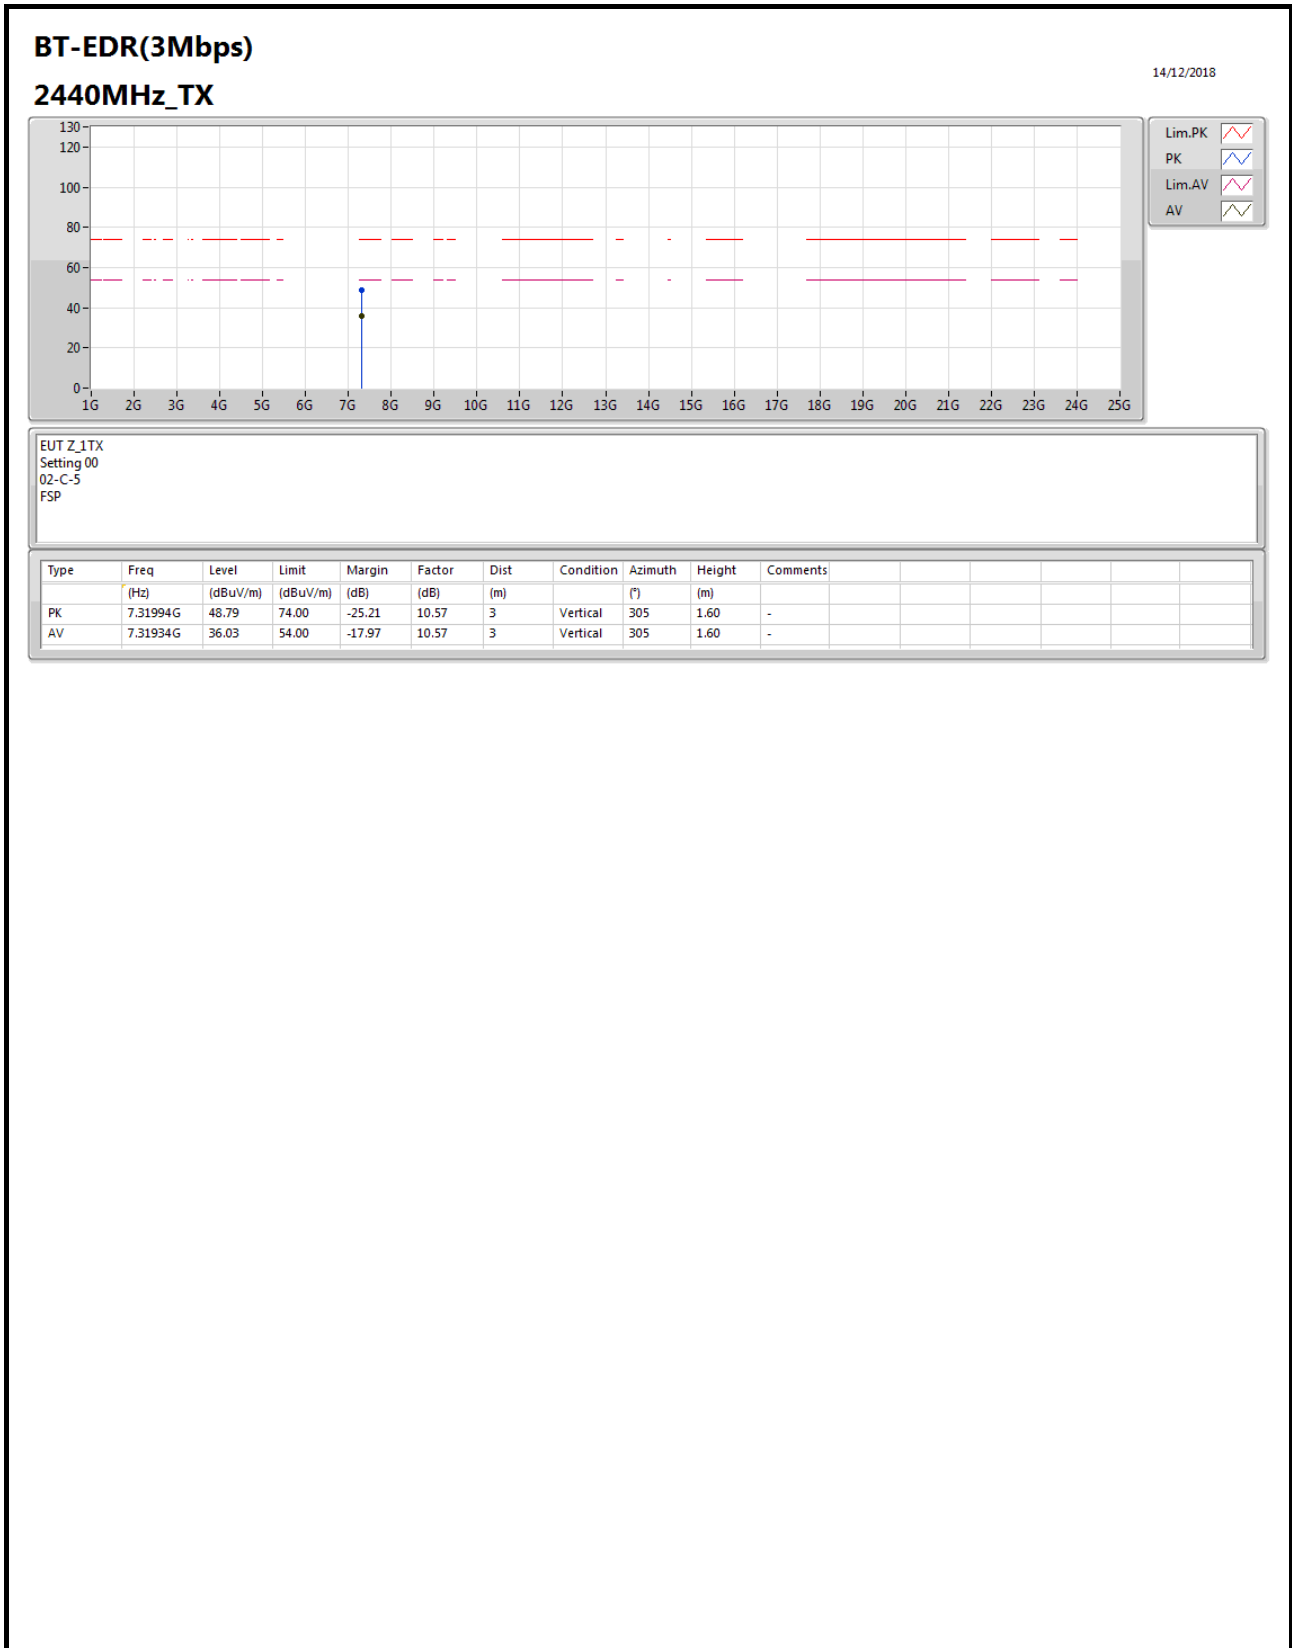 BT-EDR(3Mbps)
14/12/2018
2440MHz_TX
130
120
100
80
60
40
20
0
1G 2G 3G 4G 5G 6G 7G 8G 9G 10G 11G 12G 13G 14G 15G 16G 17G 18G 19G 20G 21G 22G 23G 24G 25G
Lim.PK
PK
Lim.AV
AV
EUT Z_1TX
Setting 00
02-C-5
FSP
Type Freq Level Limit Margin Factor Dist Condition Azimuth Height Comments
(Hz) (dBuV/m) (dBuV/m) (dB) (dB) (m) (°) (m)
PK 7.31994G 48.79 74.00 -25.21 10.57 3 Vertical 305 1.60 -
AV 7.31934G 36.03 54.00 -17.97 10.57 3 Vertical 305 1.60 -